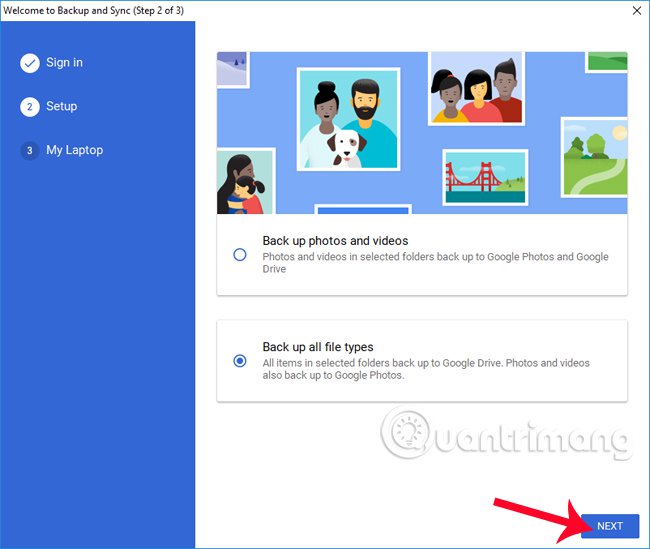 Welcome to Backup and Sync (Step 2 of 3)
Sign in
2 Setup
3 My Laptop
Back up photos and videos
Photos and videos in selected folders back up to Google Photos and Google
Drive
Back up all file types
All items in selected folders back up to Google Drive. Photos and videos
also back up to Google Photos.
Quantrimang
NEXT